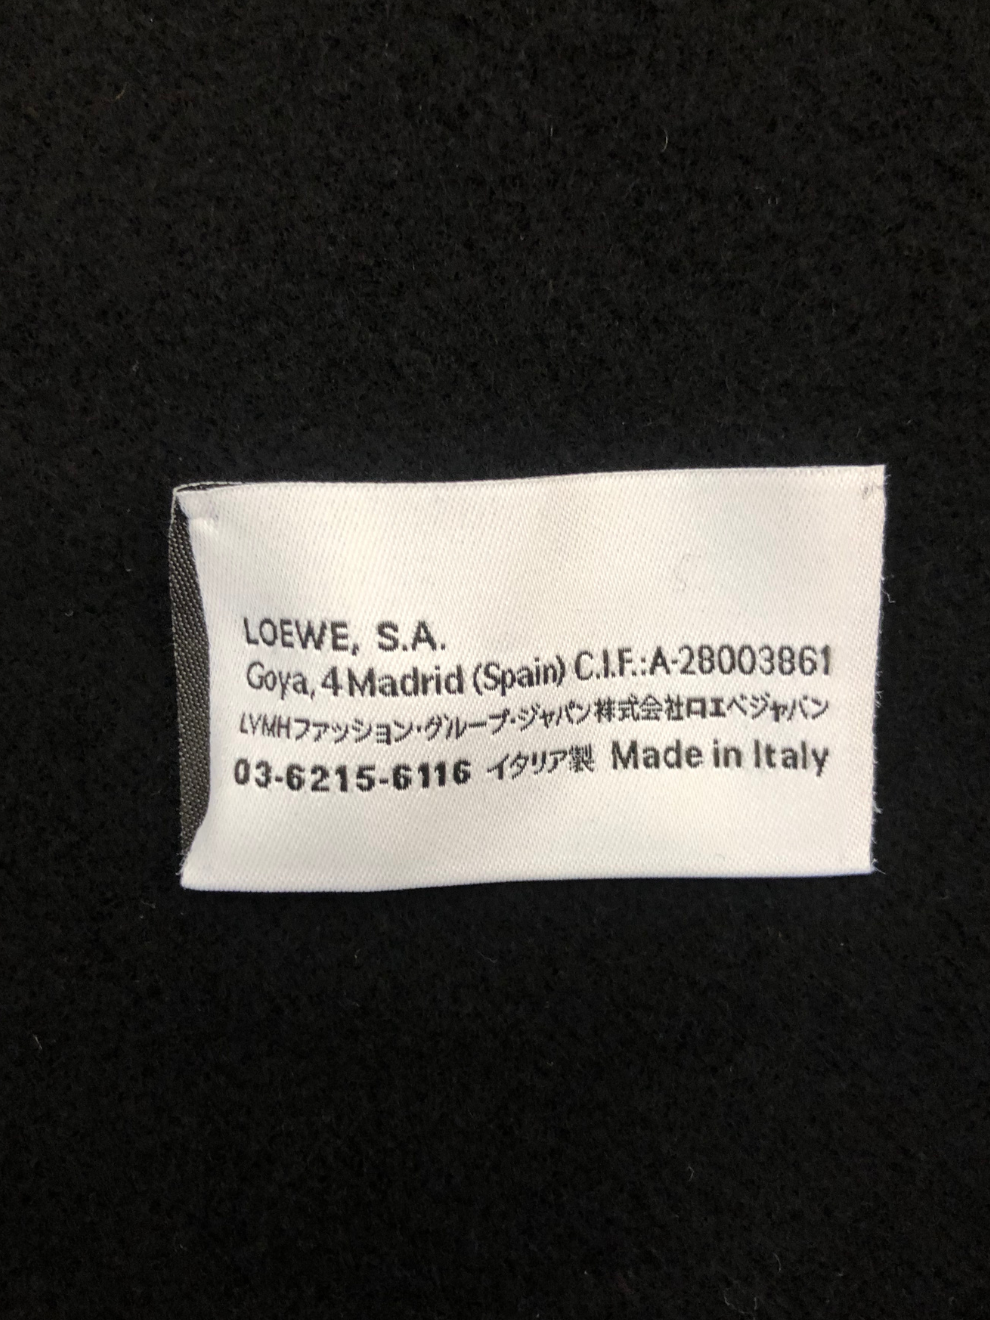 LOEWE, S.A.
Goya, 4 Madrid (Spain) C.I.F.:A-28003861
LVMHファッション・グループ・ジャパン株式会社ロエベジャパン
03-6215-6116 イタリア製 Made in Italy